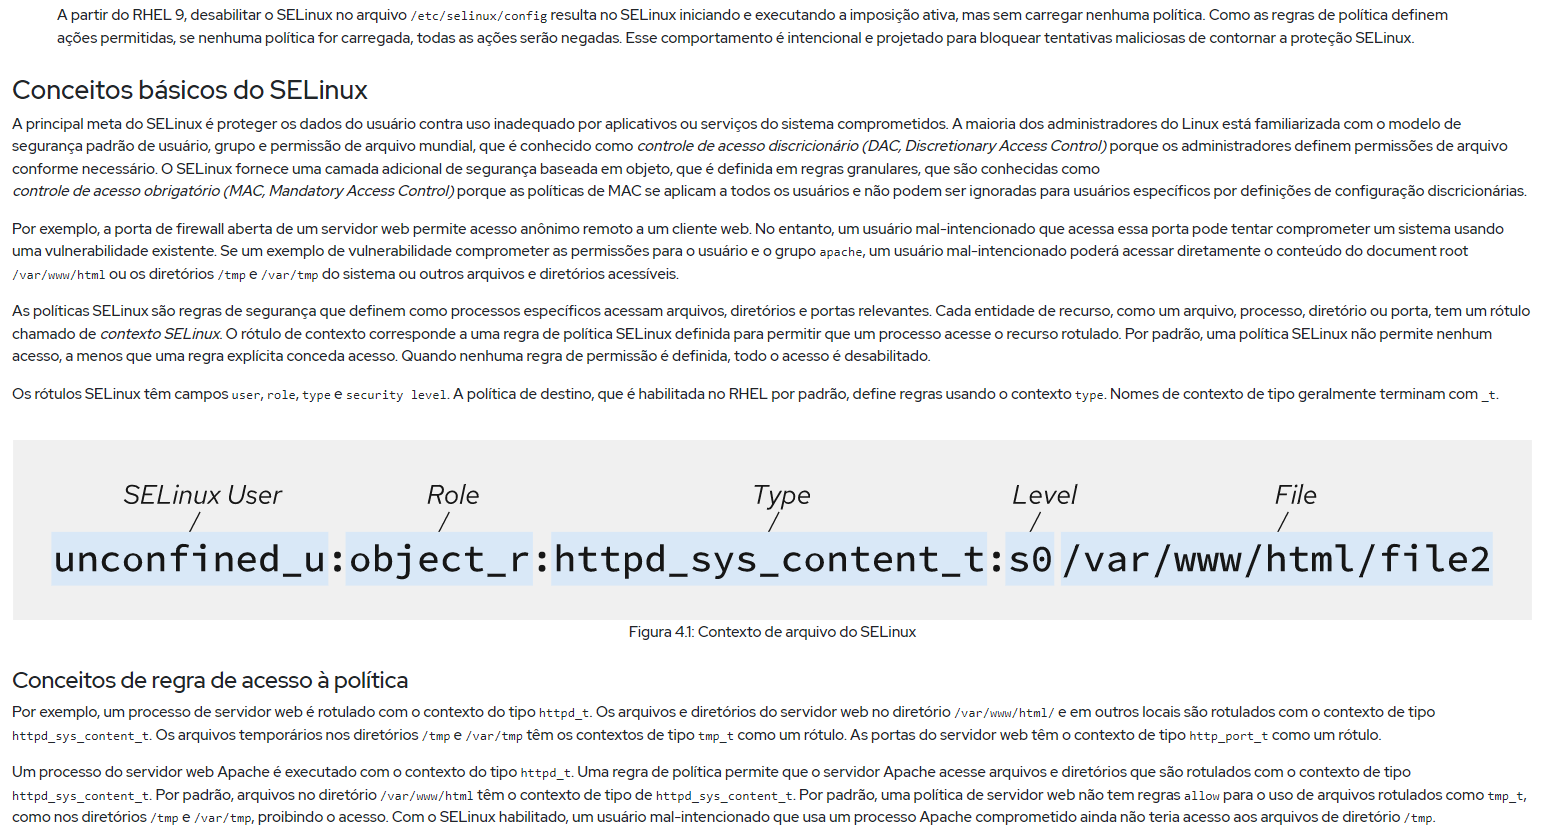 A partir do RHEL 9, desabilitar o SELinux no arquivo /etc/selinux/config resulta no SELinux iniciando e executando a imposição ativa, mas sem carregar nenhuma política. Como as regras de política definem
ações permitidas, se nenhuma política for carregada, todas as ações serão negadas. Esse comportamento é intencional e projetado para bloquear tentativas maliciosas de contornar a proteção SELinux.
Conceitos básicos do SELinux
A principal meta do SELinux é proteger os dados do usuário contra uso inadequado por aplicativos ou serviços do sistema comprometidos. A maioria dos administradores do Linux está familiarizada com o modelo de
segurança padrão de usuário, grupo e permissão de arquivo mundial, que é conhecido como controle de acesso discricionário (DAC, Discretionary Access Control) porque os administradores definem permissões de arquivo
conforme necessário. O SELinux fornece uma camada adicional de segurança baseada em objeto, que é definida em regras granulares, que são conhecidas como
controle de acesso obrigatório (MAC, Mandatory Access Control) porque as políticas de MAC se aplicam a todos os usuários e não podem ser ignoradas para usuários específicos por definições de configuração discricionárias.
Por exemplo, a porta de firewall aberta de um servidor web permite acesso anônimo remoto a um cliente web. No entanto, um usuário mal-intencionado que acessa essa porta pode tentar comprometer um sistema usando
uma vulnerabilidade existente. Se um exemplo de vulnerabilidade comprometer as permissões para o usuário e o grupo apache, um usuário mal-intencionado poderá acessar diretamente o conteúdo do document root
/var/www/html ou os diretórios /tmp e /var/tmp do sistema ou outros arquivos e diretórios acessíveis.
As políticas SELinux são regras de segurança que definem como processos específicos acessam arquivos, diretórios e portas relevantes. Cada entidade de recurso, como um arquivo, processo, diretório ou porta, tem um rótulo
chamado de contexto SELinux. O rótulo de contexto corresponde a uma regra de política SELinux definida para permitir que um processo acesse o recurso rotulado. Por padrão, uma política SELinux não permite nenhum
acesso, a menos que uma regra explícita conceda acesso. Quando nenhuma regra de permissão é definida, todo o acesso é desabilitado.
Os rótulos SELinux têm campos user, role, type e security level. A política de destino, que é habilitada no RHEL por padrão, define regras usando o contexto type. Nomes de contexto de tipo geralmente terminam com _t.
SELinux User Role Type Level File
unconfined_u:object_r:httpd_sys_content_t:s0 /var/www/html/file2
Figura 4.1: Contexto de arquivo do SELinux
Conceitos de regra de acesso à política
Por exemplo, um processo de servidor web é rotulado com o contexto do tipo httpd_t. Os arquivos e diretórios do servidor web no diretório /var/www/html/ e em outros locais são rotulados com o contexto de tipo
httpd_sys_content_t. Os arquivos temporários nos diretórios /tmp e /var/tmp têm os contextos de tipo tmp_t como um rótulo. As portas do servidor web têm o contexto de tipo http_port_t como um rótulo.
Um processo do servidor web Apache é executado com o contexto do tipo httpd_t. Uma regra de política permite que o servidor Apache acesse arquivos e diretórios que são rotulados com o contexto de tipo
httpd_sys_content_t. Por padrão, arquivos no diretório /var/www/html têm o contexto de tipo de httpd_sys_content_t. Por padrão, uma política de servidor web não tem regras allow para o uso de arquivos rotulados como tmp_t,
como nos diretórios /tmp e /var/tmp, proibindo o acesso. Com o SELinux habilitado, um usuário mal-intencionado que usa um processo Apache comprometido ainda não teria acesso aos arquivos de diretório /tmp.